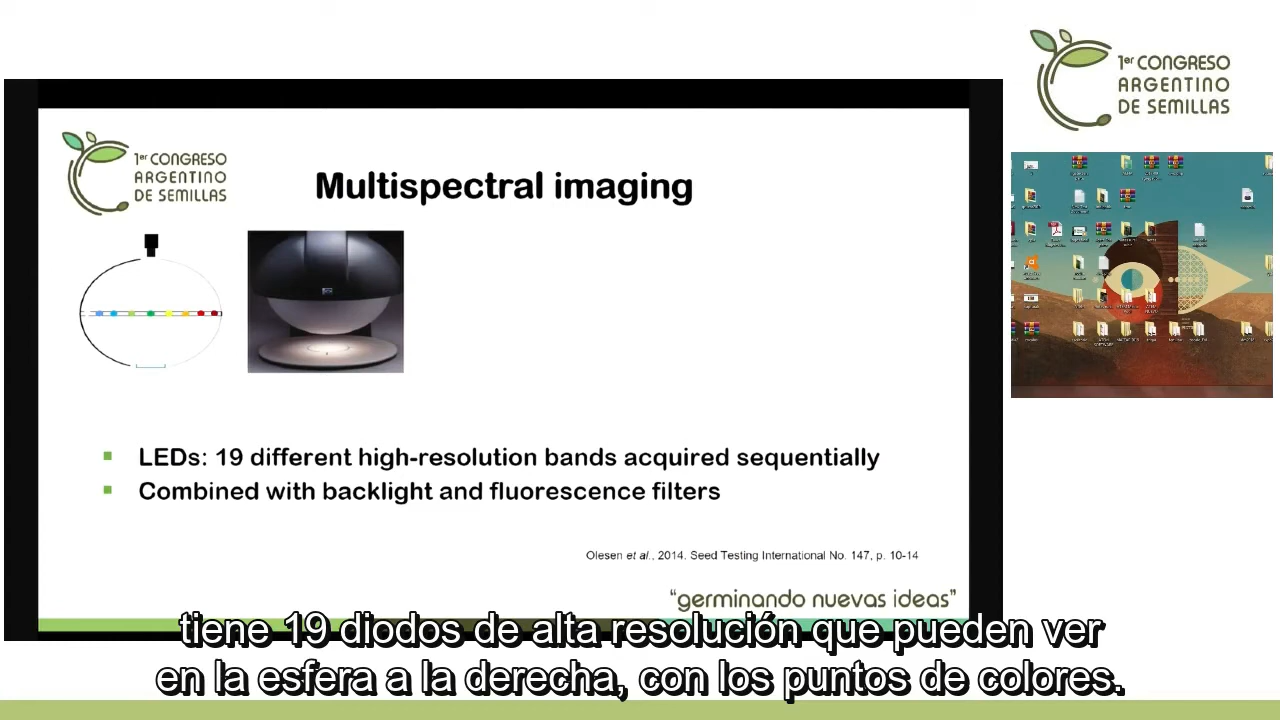 1er CONGRESO
ARGENTINO
DE SEMILLAS
1er CONGRESO
ARGENTINO
DE SEMILLAS
Multispectral imaging
LEDs: 19 different high-resolution bands acquired sequentially
Combined with backlight and fluorescence filters
Olesen et al., 2014. Seed Testing International No. 147, p. 10-14
“germinando nuevas ideas”
tiene 19 diodos de alta resolución que pueden ver
en la esfera a la derecha, con los puntos de colores.